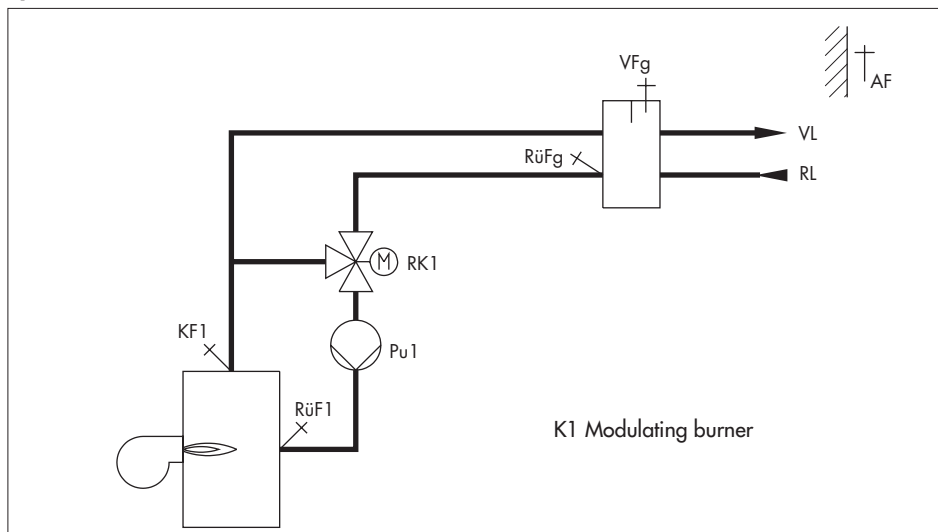 VFg
AF
VL
RüFg
RL
M
RK1
KF1
Pu1
RüF1
K1 Modulating burner